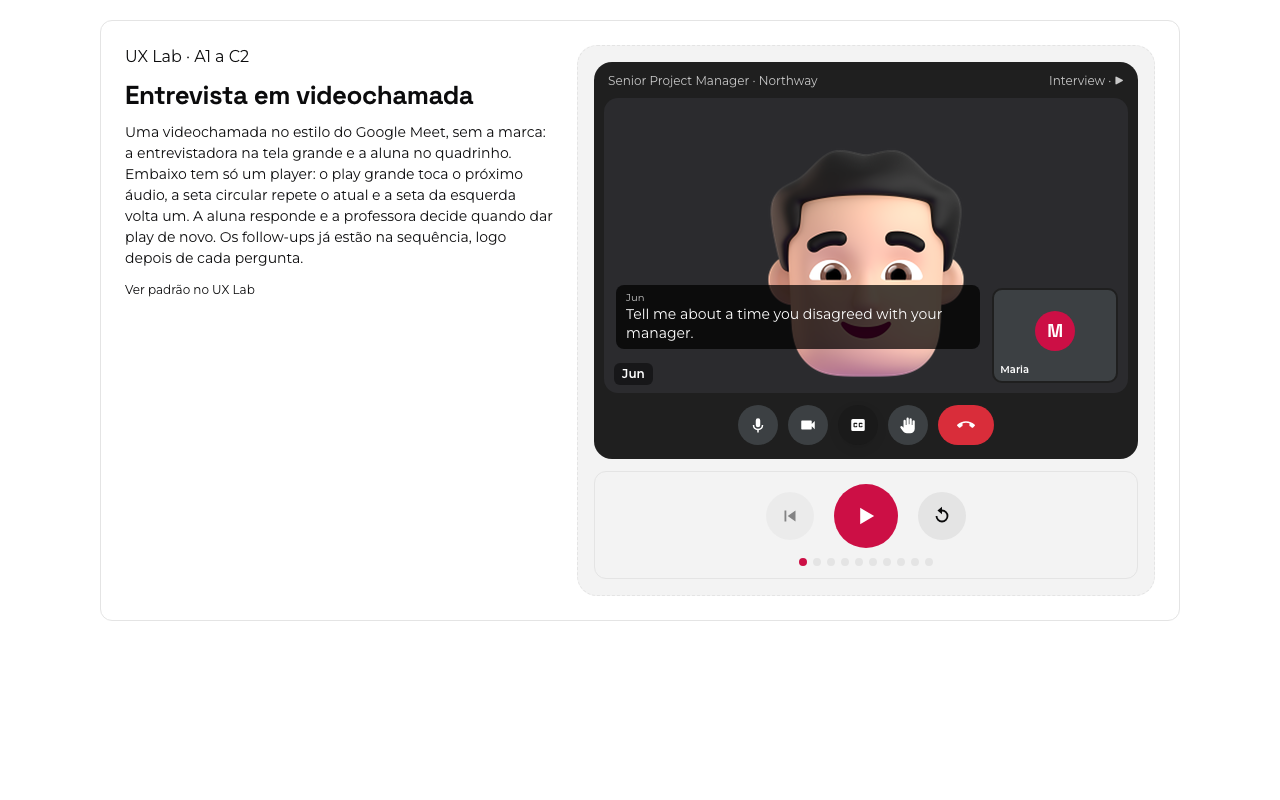 UX Lab · A1 a C2
Entrevista em videochamada
Uma videochamada no estilo do Google Meet, sem a marca:
a entrevistadora na tela grande e a aluna no quadrinho.
Embaixo tem só um player: o play grande toca o próximo
áudio, a seta circular repete o atual e a seta da esquerda
volta um. A aluna responde e a professora decide quando dar
play de novo. Os follow-ups já estão na sequência, logo
depois de cada pergunta.
Ver padrão no UX Lab
Senior Project Manager · Northway
Interview ·
Jun
Tell me about a time you disagreed with your
manager.
Jun
M
Maria
CC